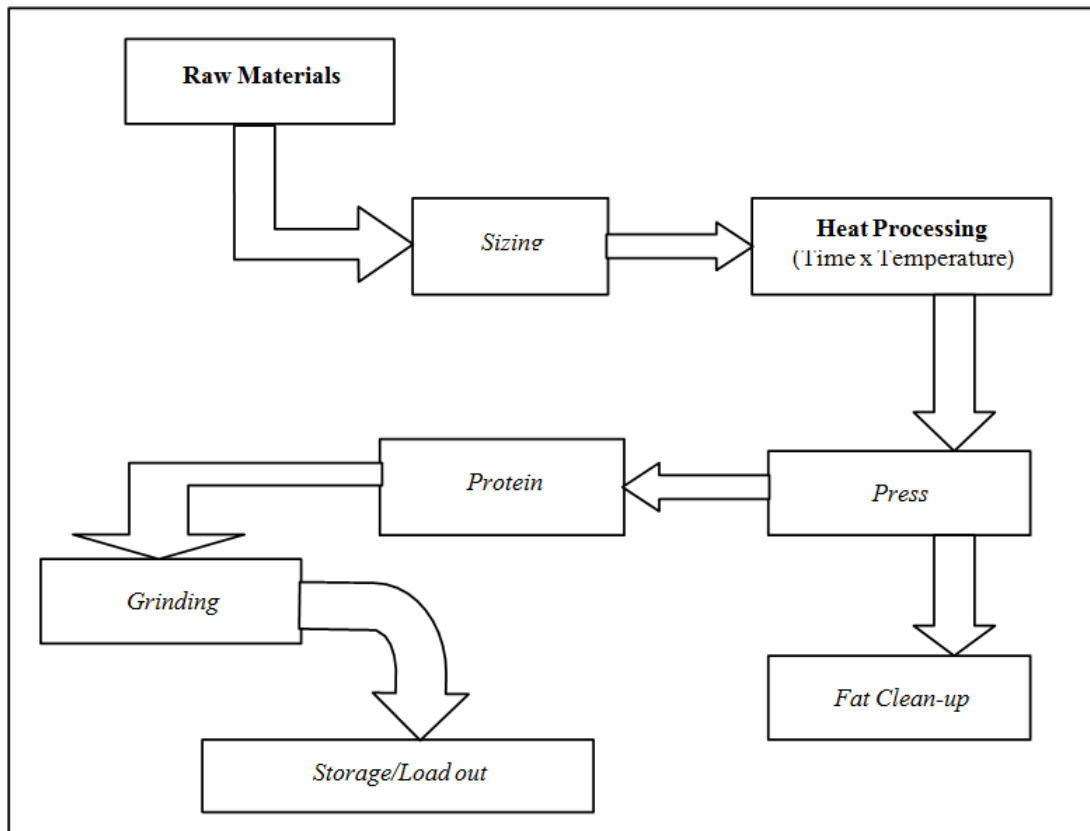 Raw Materials
Sizing
Heat Processing
(Time x Temperature)
Protein
Press
Grinding
Fat Clean-up
Storage/Load out